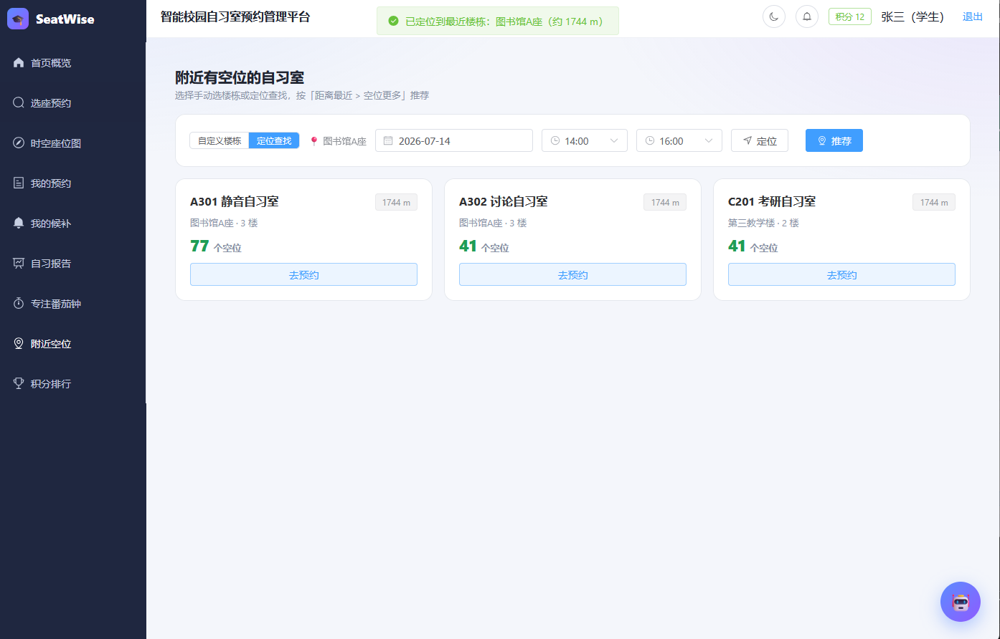 SeatWise
首页概览
选座预约
时空座位图
我的预约
我的候补
自习报告
专注番茄钟
附近空位
积分排行
智能校园自习室预约管理平台
已定位到最近楼栋：图书馆A座（约 1744 m）
积分 12
张三（学生）
退出
附近有空位的自习室
选择手动选楼栋或定位查找，按「距离最近 > 空位更多」推荐
自定义楼栋 定位查找 图书馆A座 2026-07-14 14:00 16:00 定位 推荐
A301 静音自习室 1744 m
图书馆A座 · 3 楼
77 个空位
去预约
A302 讨论自习室 1744 m
图书馆A座 · 3 楼
41 个空位
去预约
C201 考研自习室 1744 m
第三教学楼 · 2 楼
41 个空位
去预约